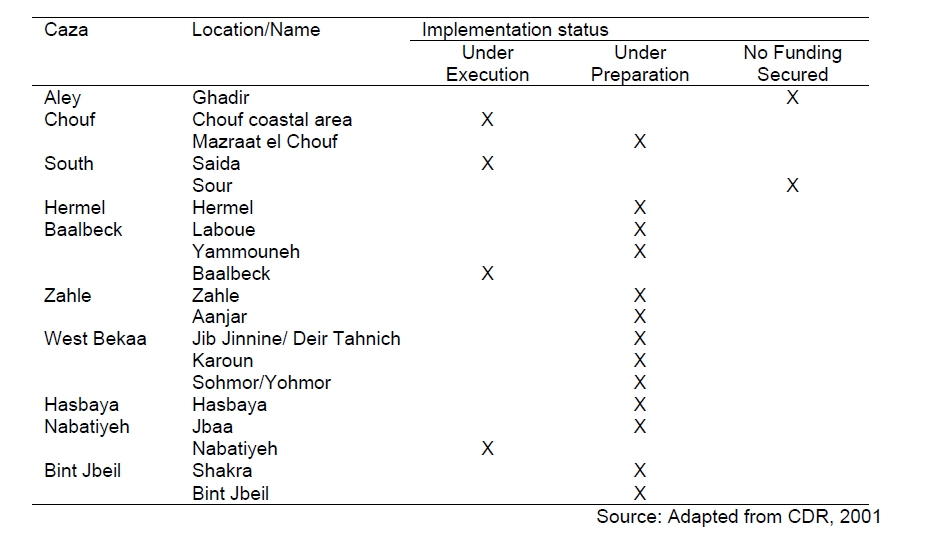 Caza Location/Name Implementation status
Under Under No Funding
Execution Preparation Secured
Aley Ghadir X
Chouf Chouf coastal area X
Mazraat el Chouf X
South Saida X
Sour X
Hermel Hermel X
Baalbeck Laboue X
Yammouneh X
Baalbeck X
Zahle Zahle X
Aanjar X
West Bekaa Jib Jinnine/ Deir Tahnich X
Karoun X
Sohmor/Yohmor X
Hasbaya Hasbaya X
Nabatiyeh Jbaa X
Nabatiyeh X
Bint Jbeil Shakra X
Bint Jbeil X
Source: Adapted from CDR, 2001